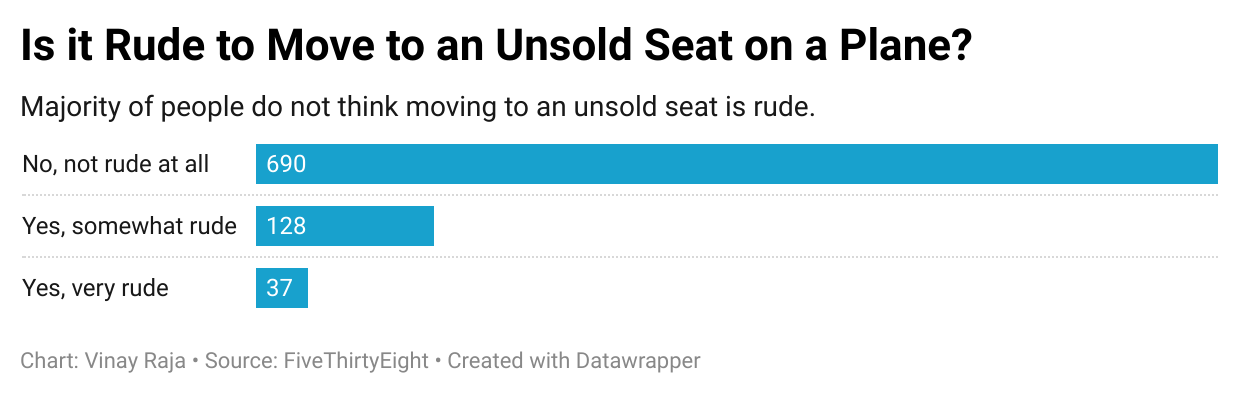 Is it Rude to Move to an Unsold Seat on a Plane?
Majority of people do not think moving to an unsold seat is rude.
No, not rude at all 690
Yes, somewhat rude 128
Yes, very rude 37
Chart: Vinay Raja • Source: FiveThirtyEight • Created with Datawrapper